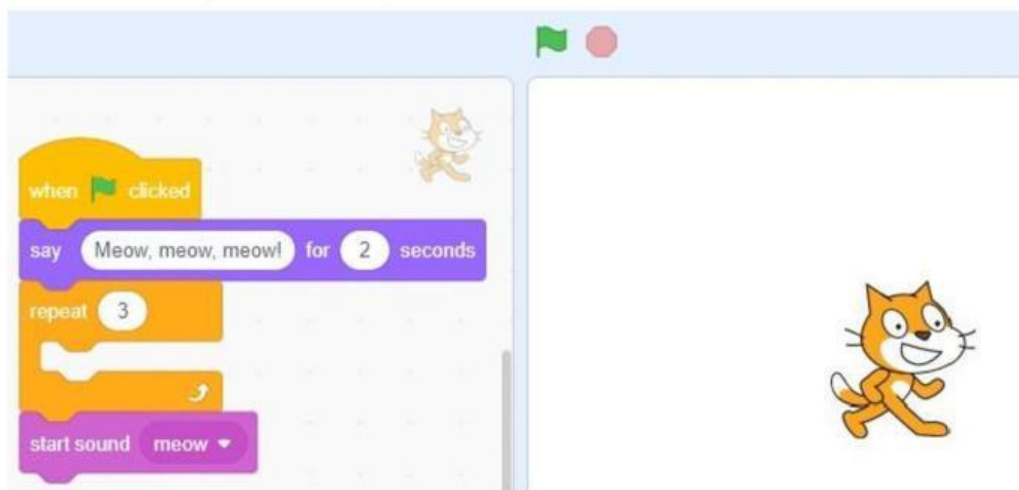 when clicked
say Meow, meow, meow! for 2 seconds
repeat 3
start sound meow